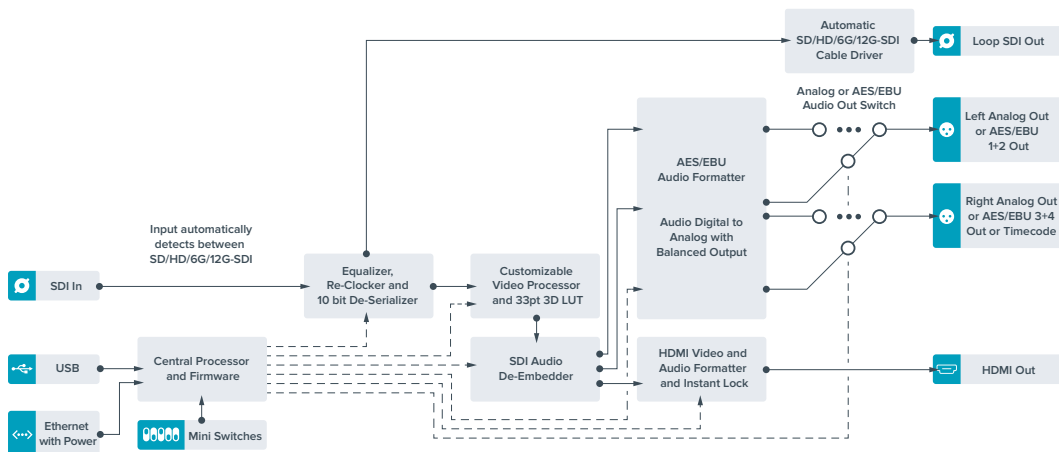 Automatic
SD/HD/6G/12G-SDI
Cable Driver
Loop SDI Out
Analog or AES/EBU
Audio Out Switch
Left Analog Out
or AES/EBU
1+2 Out
AES/EBU
Audio Formatter
Audio Digital to
Analog with
Balanced Output
Right Analog Out
or AES/EBU 3+4
Out or Timecode
Input automatically
detects between
SD/HD/6G/12G-SDI
SDI In
Equalizer,
Re-Clocker and
10 bit De-Serializer
Customizable
Video Processor
and 33pt 3D LUT
USB
Central Processor
and Firmware
SDI Audio
De-Embedder
HDMI Video and
Audio Formatter
and Instant Lock
HDMI Out
Ethernet
with Power
Mini Switches